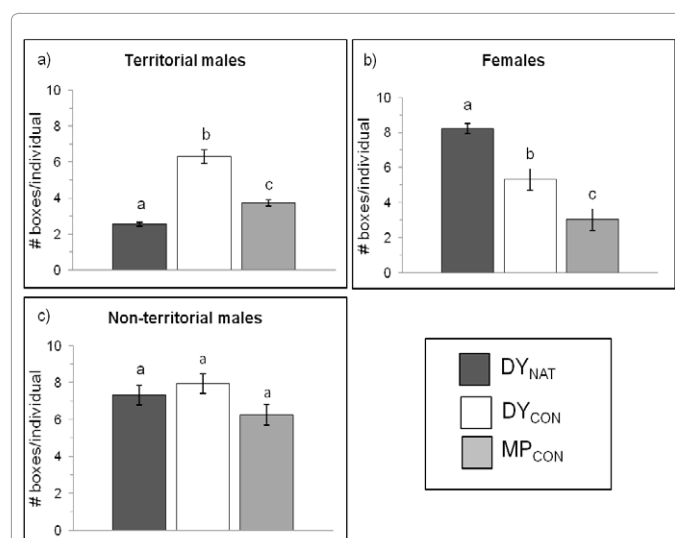 a) Territorial males
# boxes/individual
10
8
6
4
2
0
a
b
c
b) Females
# boxes/individual
10
8
6
4
2
0
a
b
c
c) Non-territorial males
# boxes/individual
10
8
6
4
2
0
a
a
a
DY_NAT
DY_CON
MP_CON